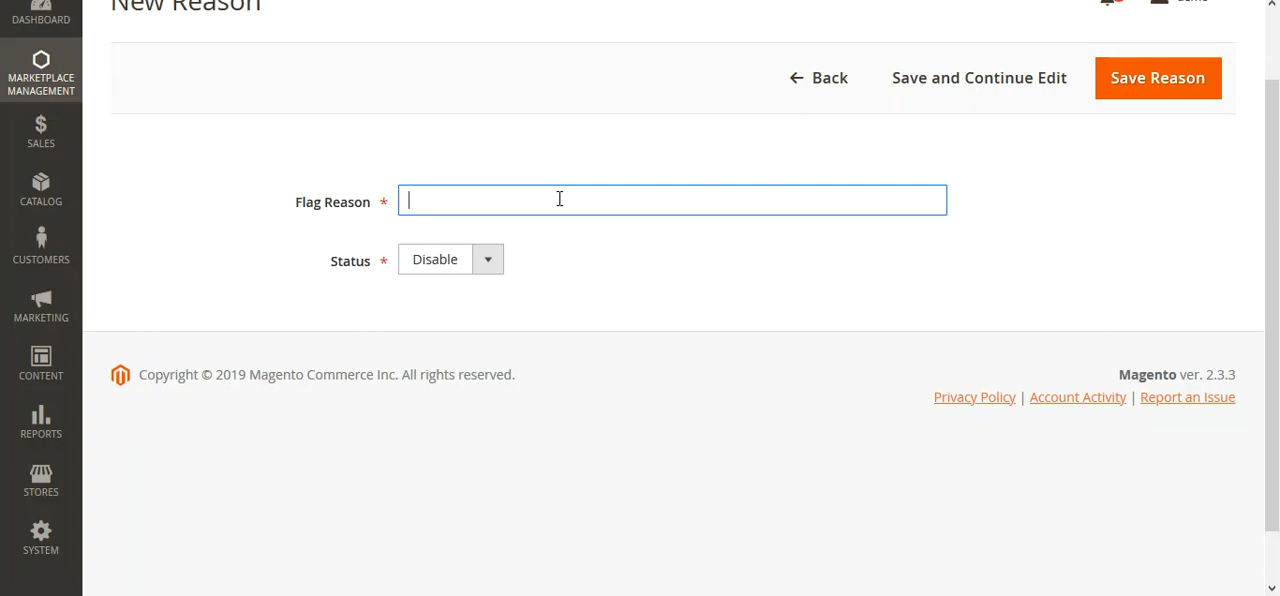 New Reason
demo
DASHBOARD
MARKETPLACE
MANAGEMENT
SALES
CATALOG
CUSTOMERS
MARKETING
CONTENT
REPORTS
STORES
SYSTEM
Back
Save and Continue Edit
Save Reason
Flag Reason *
Status * Disable
Copyright © 2019 Magento Commerce Inc. All rights reserved.
Magento ver. 2.3.3
Privacy Policy | Account Activity | Report an Issue